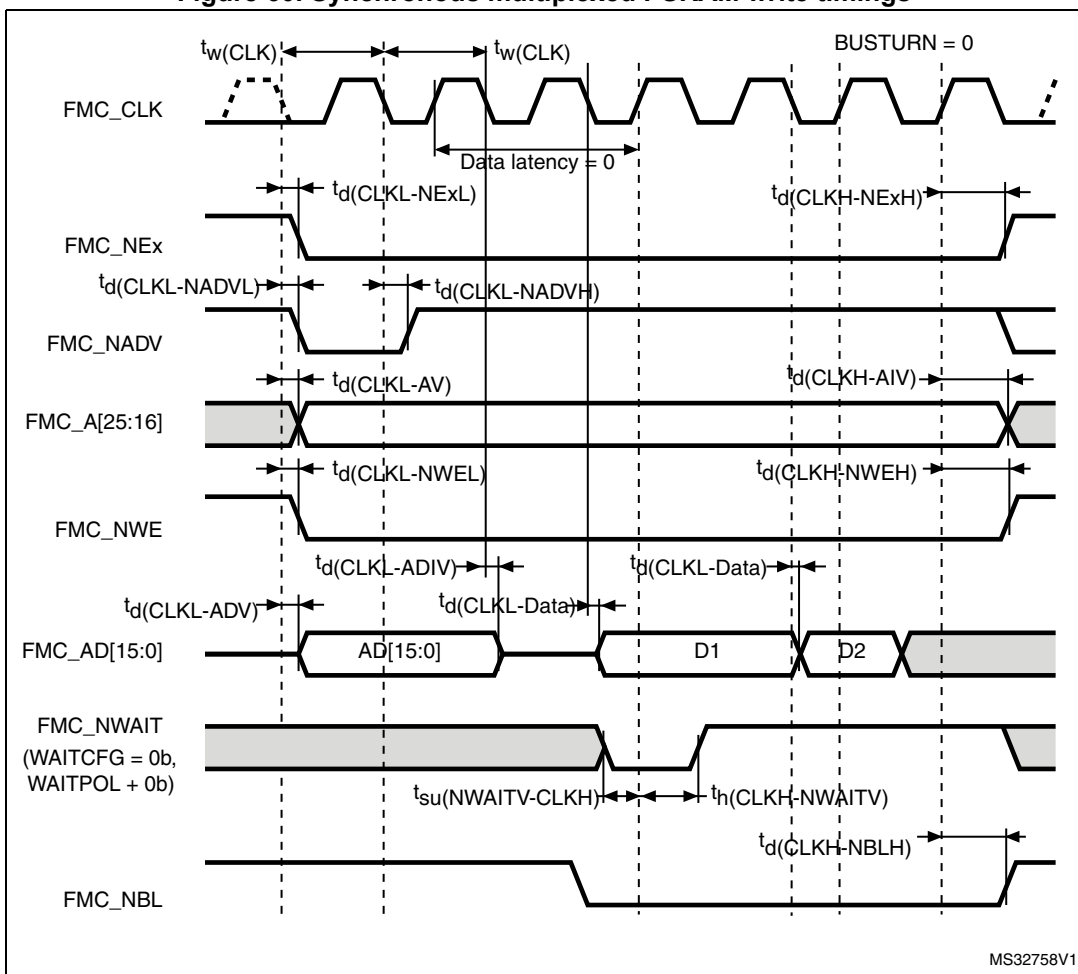 BUSTURN = 0
tw(CLK) tw(CLK)
FMC_CLK
Data latency = 0
td(CLKL-NExL) td(CLKH-NExH)
FMC_NEx
td(CLKL-NADVL) td(CLKL-NADVH)
FMC_NADV
td(CLKL-AV) td(CLKH-AIV)
FMC_A[25:16]
td(CLKL-NWEL) td(CLKH-NWEH)
FMC_NWE
td(CLKL-ADIV) td(CLKL-Data)
td(CLKL-ADV) td(CLKL-Data)
FMC_AD[15:0] AD[15:0] D1 D2
FMC_NWAIT
(WAITCFG = 0b,
WAITPOL + 0b)
tsu(NWAITV-CLKH) th(CLKH-NWAITV)
td(CLKH-NBLH)
FMC_NBL
MS32758V1